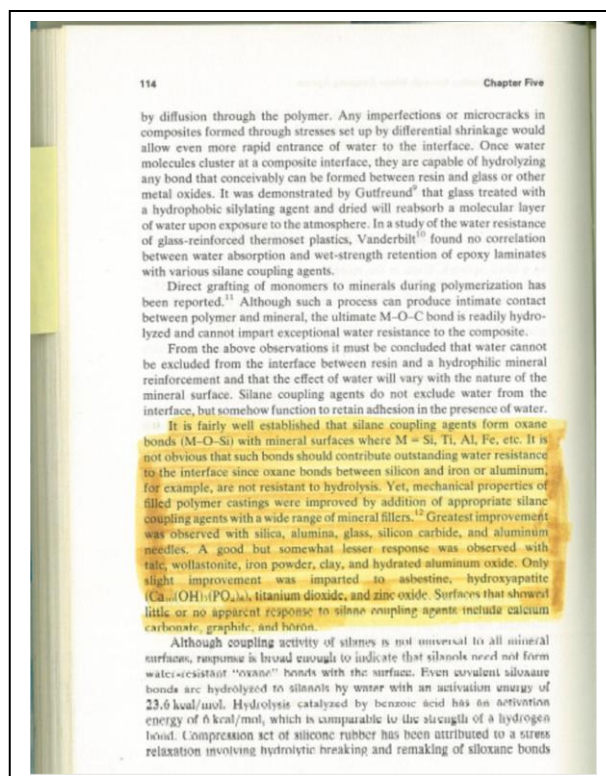 114 Chapter Five
by diffusion through the polymer. Any imperfections or microcracks in
composites formed through stresses set up by differential shrinkage would
allow even more rapid entrance of water to the interface. Once water
molecules cluster at a composite interface, they are capable of hydrolyzing
any bond that conceivably can be formed between resin and glass or other
metal oxides. It was demonstrated by Gutfreund⁹ that glass treated with
a hydrophobic silylating agent and dried will reabsorb a molecular layer
of water upon exposure to the atmosphere. In a study of the water resistance
of glass-reinforced thermoset plastics, Vanderbilt¹⁰ found no correlation
between water absorption and wet-strength retention of epoxy laminates
with various silane coupling agents.
Direct grafting of monomers to minerals during polymerization has
been reported.¹¹ Although such a process can produce intimate contact
between polymer and mineral, the ultimate M–O–C bond is readily hydro-
lyzed and cannot impart exceptional water resistance to the composite.
From the above observations it must be concluded that water cannot
be excluded from the interface between resin and a hydrophilic mineral
reinforcement and that the effect of water will vary with the nature of the
mineral surface. Silane coupling agents do not exclude water from the
interface, but somehow function to retain adhesion in the presence of water.
It is fairly well established that silane coupling agents form oxane
bonds (M–O–Si) with mineral surfaces where M = Si, Ti, Al, Fe, etc. It is
not obvious that such bonds should contribute outstanding water resistance
to the interface since oxane bonds between silicon and iron or aluminum,
for example, are not resistant to hydrolysis. Yet, mechanical properties of
filled polymer castings were improved by addition of appropriate silane
coupling agents with a wide range of mineral fillers.¹² Greatest improvement
was observed with silica, alumina, glass, silicon carbide, and aluminum
needles. A good but somewhat lesser response was observed with
talc, wollastonite, iron powder, clay, and hydrated aluminum oxide. Only
slight improvement was imparted to asbestine, hydroxyapatite
titanium dioxide, and zinc oxide. Surfaces that showed
little or no apparent response to silane coupling agents include calcium
carbonate, graphite, and boron.
Although coupling activity of silanes is not universal to all mineral
surfaces, response is broad enough to indicate that silanols need not form
water-resistant "oxane" bonds with the surface. Even covalent siloxane
bonds are hydrolyzed to silanols by water with an activation energy of
23.6 kcal/mol. Hydrolysis catalyzed by benzoic acid has an activation
energy of 6 kcal/mol, which is comparable to the strength of a hydrogen
bond. Compression set of silicone rubber has been attributed to a stress
relaxation involving hydrolytic breaking and remaking of siloxane bonds